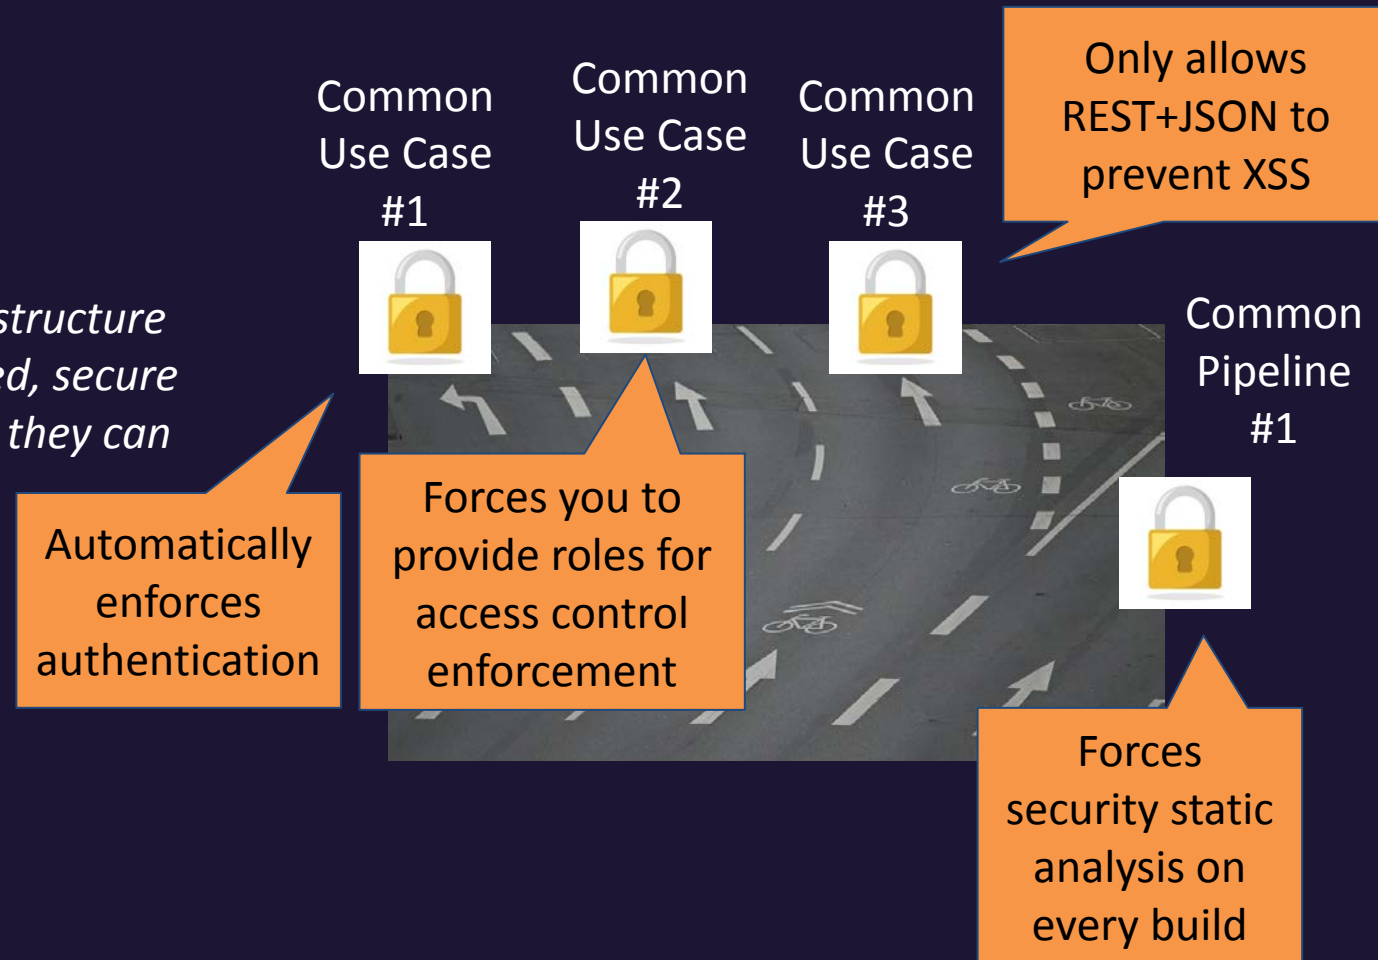 Common
Use Case
#1
Common
Use Case
#2
Common
Use Case
#3
Only allows
REST+JSON to
prevent XSS
structure
ed, secure
they can
Common
Pipeline
#1
Automatically
enforces
authentication
Forces you to
provide roles for
access control
enforcement
Forces
security static
analysis on
every build